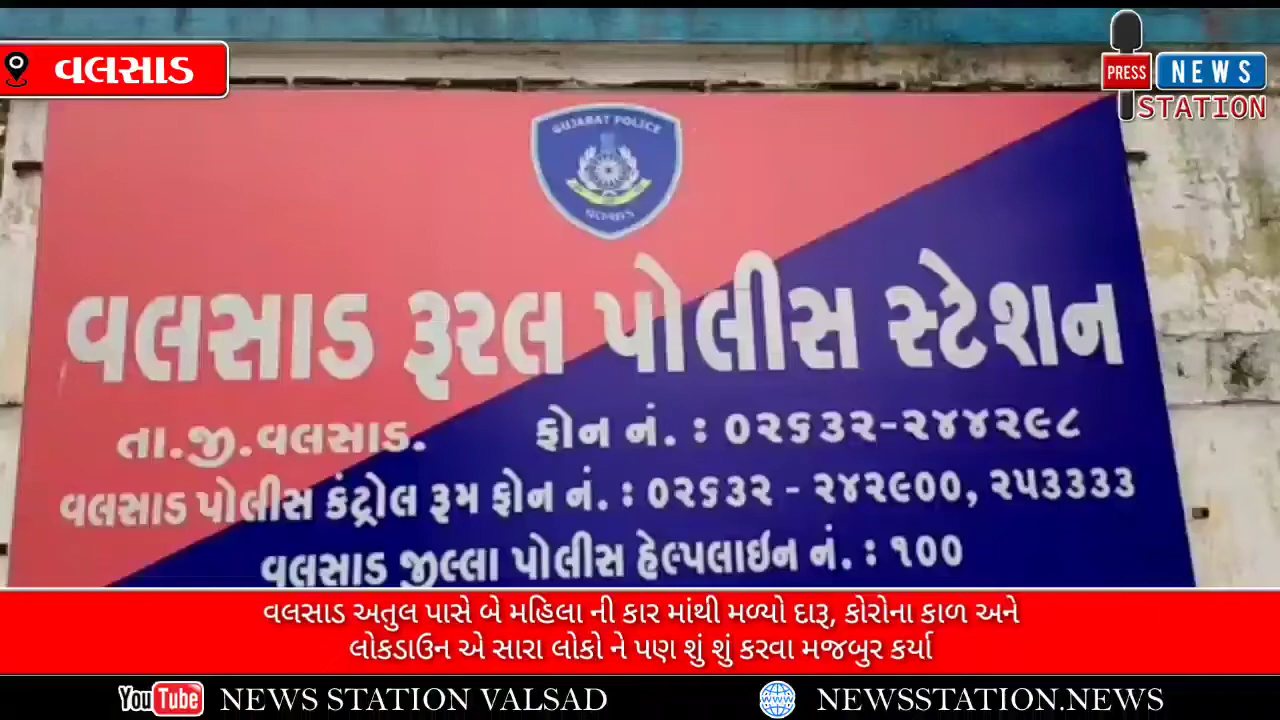 વલસાડ
PRESS NEWS
STATION
GUJARAT POLICE
વલસાડ રૂરલ પોલીસ સ્ટેશન
તા.જી.વલસાડ. ફોન નં. : ૦૨૬૩૨-૨૪૪૨૯૮
વલસાડ પોલીસ કંટ્રોલ રૂમ ફોન નં. : ૦૨૬૩૨ - ૨૪૨૯૦૦, ૨૫૩૩૩૩
વલસાડ જીલ્લા પોલીસ હેલ્પલાઇન નં. : ૧૦૦
વલસાડ અતુલ પાસે બે મહિલા ની કાર માંથી મળ્યો દારૂ, કોરોના કાળ અને
લોકડાઉન એ સારા લોકો ને પણ શું શું કરવા મજબુર કર્યા
YouTube NEWS STATION VALSAD NEWSSTATION.NEWS